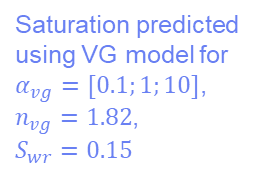 Saturation predicted
using VG model for
α_vg = [0.1; 1; 10],
n_vg = 1.82,
S_wr = 0.15